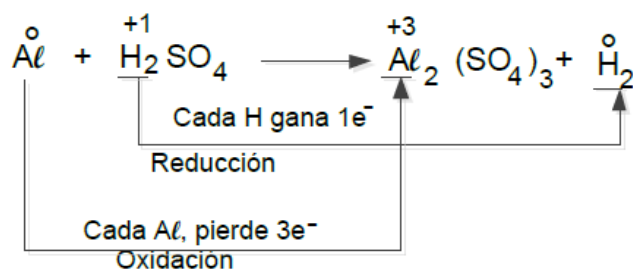 o +1 +3 o
Aℓ + H2 SO4 → Aℓ2 (SO4)3 + H2
Cada H gana 1e−
Reducción
Cada Aℓ, pierde 3e−
Oxidación